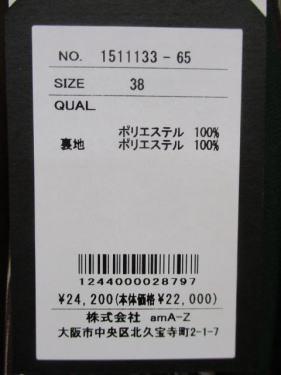 NO. 1511133-65
SIZE 38
QUAL
ポリエステル 100%
裏地 ポリエステル 100%
1244000028797
¥24,200(本体価格¥22,000)
株式会社 amA-Z
大阪市中央区北久宝寺町2-1-7